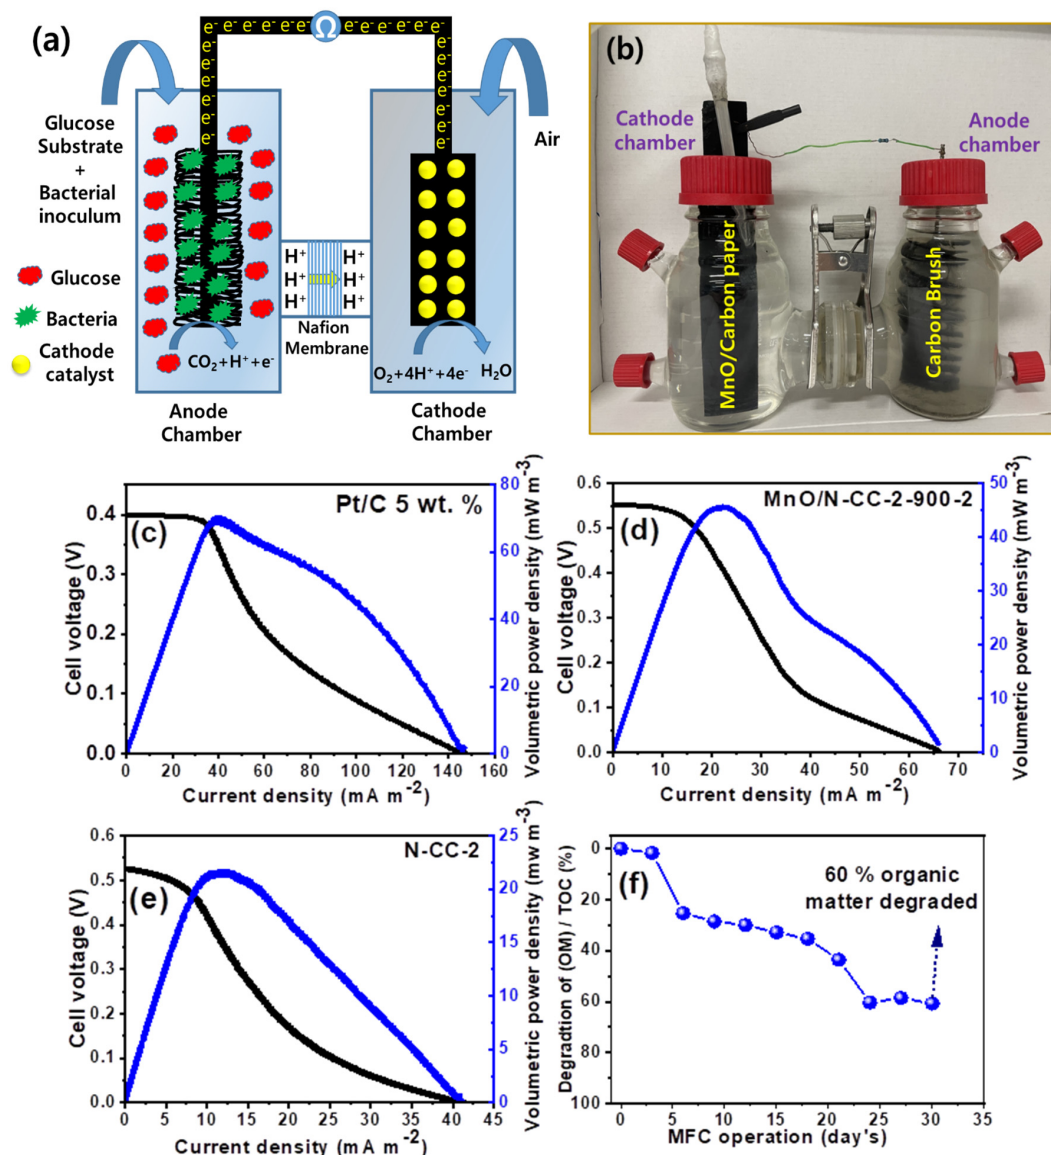 (a)
e⁻ e⁻ e⁻ e⁻ e⁻ Ω e⁻ e⁻ e⁻ e⁻ e⁻
e⁻
e⁻
e⁻
e⁻
e⁻
e⁻
e⁻
e⁻
e⁻
e⁻
e⁻
e⁻
Glucose
Substrate
+
Bacterial
inoculum
Air
Glucose
Bacteria
Cathode
catalyst
H⁺ H⁺
H⁺ H⁺
H⁺ H⁺
Nafion
Membrane
CO₂+H⁺+e⁻
O₂+4H⁺+4e⁻
H₂O
Anode
Chamber
Cathode
Chamber
(b)
Cathode
chamber
Anode
chamber
MnO/Carbon paper
Carbon Brush
(c)
Pt/C 5 wt. %
Cell voltage (V)
0.4
0.3
0.2
0.1
0.0
0 20 40 60 80 100 120 140 160
Current density (mA m⁻²)
80
60
40
20
0
Volumetric power density (mW m⁻³)
(d)
MnO/N-CC-2-900-2
Cell voltage (V)
0.6
0.5
0.4
0.3
0.2
0.1
0.0
0 10 20 30 40 50 60 70
Current density (mA m⁻²)
50
40
30
20
10
0
Volumetric power density (mW m⁻³)
(e)
N-CC-2
Cell voltage (V)
0.6
0.5
0.4
0.3
0.2
0.1
0.0
0 5 10 15 20 25 30 35 40 45
Current density (mA m⁻²)
25
20
15
10
5
0
Volumetric power density (mw m⁻³)
(f)
60 % organic
matter degraded
Degradtion of (OM) / TOC (%)
0
20
40
60
80
100
0 5 10 15 20 25 30 35
MFC operation (day's)